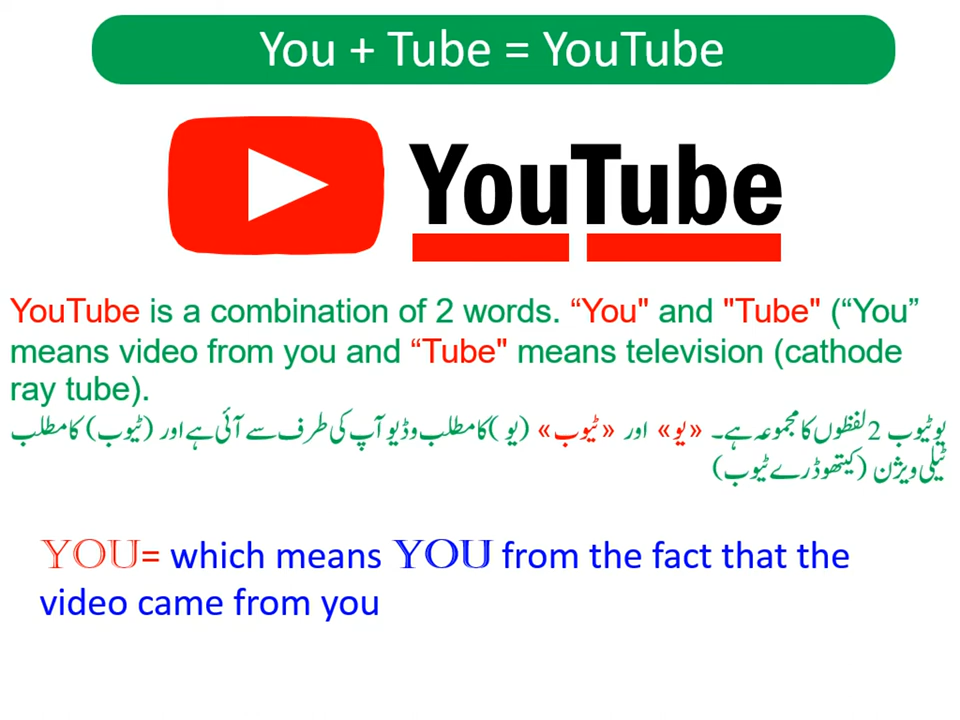 You + Tube = YouTube
YouTube
YouTube is a combination of 2 words. “You" and "Tube" (“You”
means video from you and “Tube" means television (cathode
ray tube).
یوٹیوب 2 لفظوں کا مجموعہ ہے۔ «یو» اور «ٹیوب» (یو) کا مطلب وڈیو آپ کی طرف سے آئی ہے اور (ٹیوب) کا مطلب
ٹیلی ویژن (کیتھوڈ رے ٹیوب)
YOU= which means YOU from the fact that the
video came from you